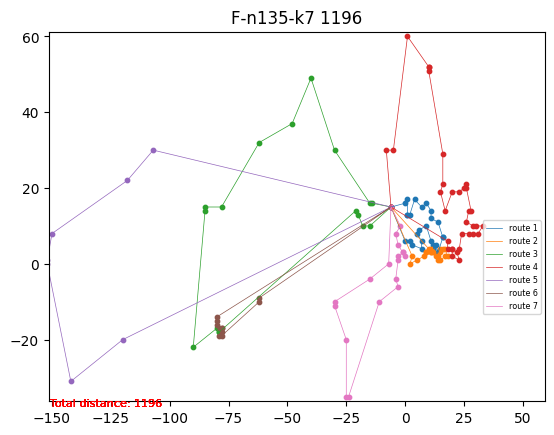 F-n135-k7 1196
60
40
20
0
−20
−150
−125
−100
−75
−50
−25
0
25
50
route 1
route 2
route 3
route 4
route 5
route 6
route 7
Total distance: 1196